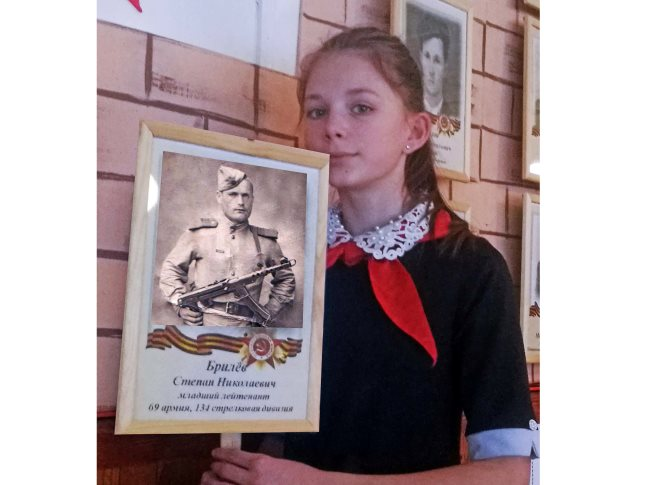 Брилёв
Степан Николаевич
младший лейтенант
69 армия, 134 стрелковая дивизия